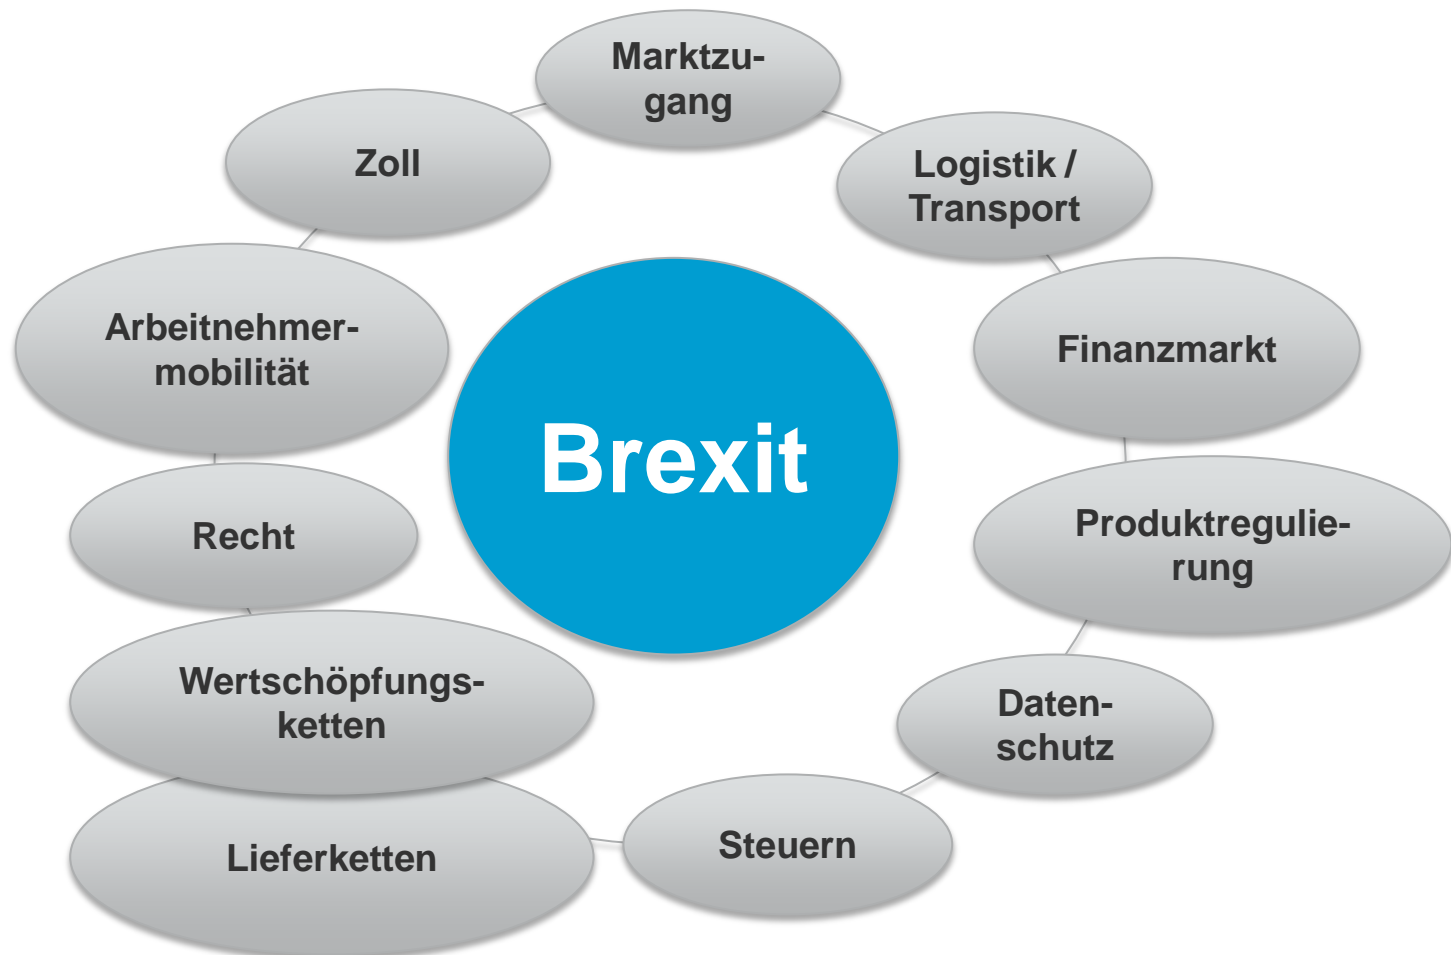 Marktzu-
gang
Zoll
Logistik /
Transport
Arbeitnehmer-
mobilität
Finanzmarkt
Brexit
Recht
Produktregulie-
rung
Wertschöpfungs-
ketten
Daten-
schutz
Lieferketten
Steuern